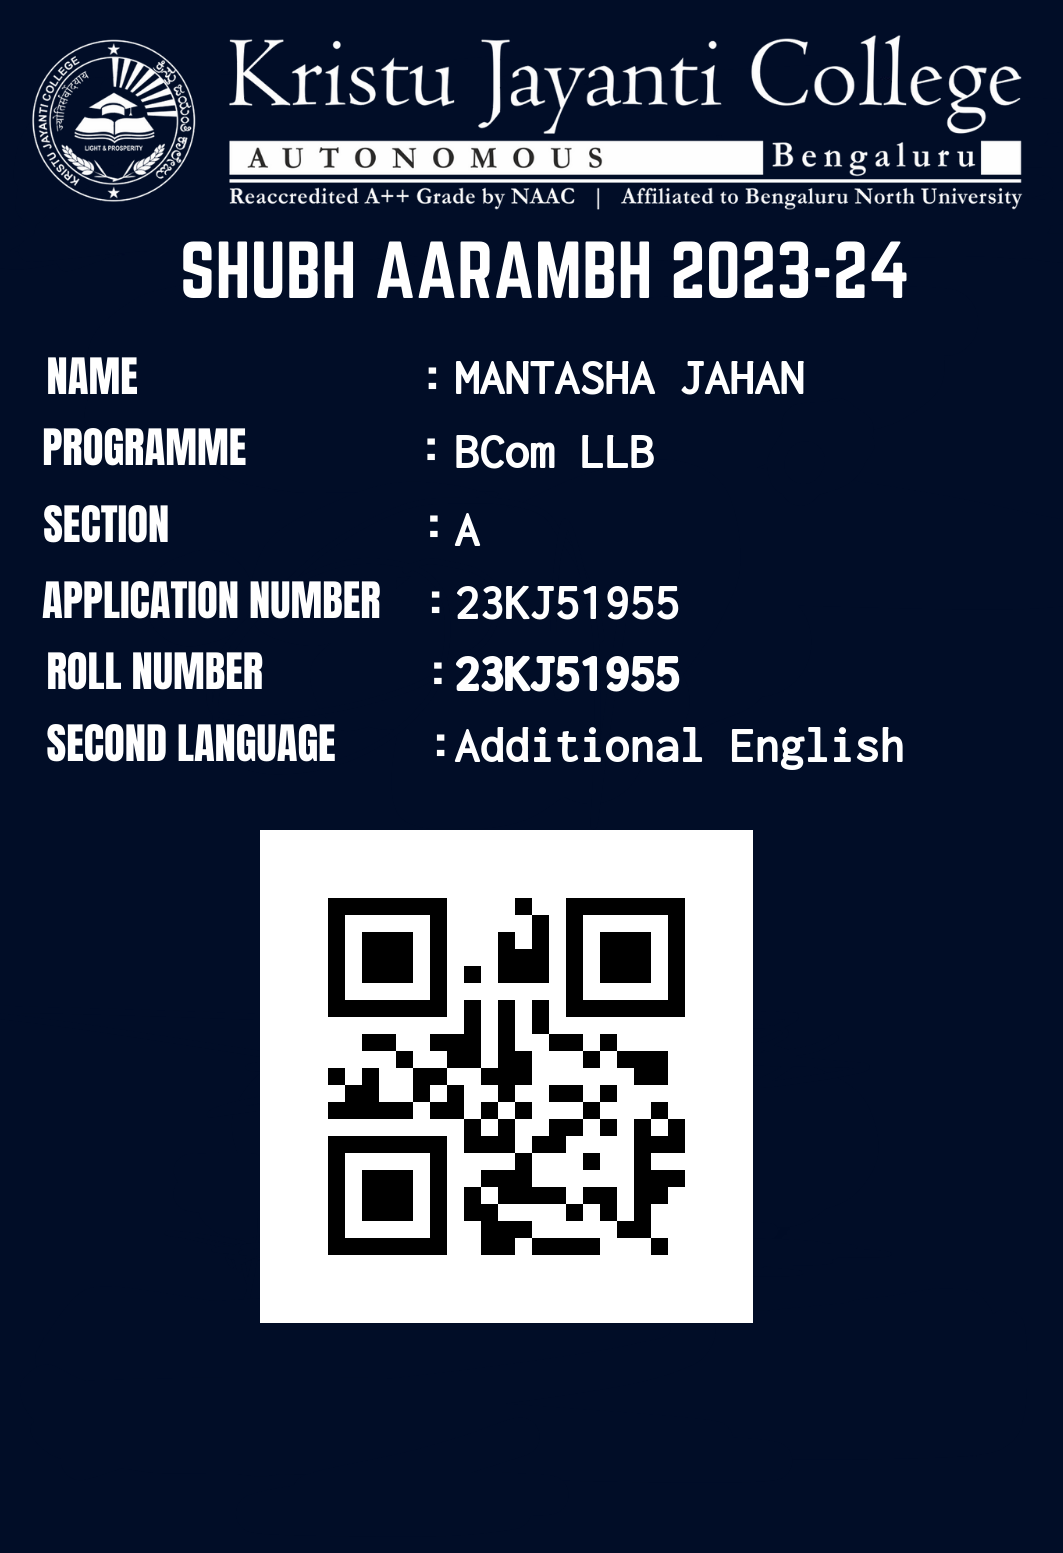 KRISTU JAYANTI COLLEGE
ಕ್ರಿಸ್ತು ಜಯಂತಿ ಕಾಲೇಜು
LIGHT & PROSPERITY
Kristu Jayanti College
AUTONOMOUS Bengaluru
Reaccredited A++ Grade by NAAC | Affiliated to Bengaluru North University
SHUBH AARAMBH 2023-24
NAME : MANTASHA JAHAN
PROGRAMME : BCom LLB
SECTION : A
APPLICATION NUMBER : 23KJ51955
ROLL NUMBER : 23KJ51955
SECOND LANGUAGE : Additional English